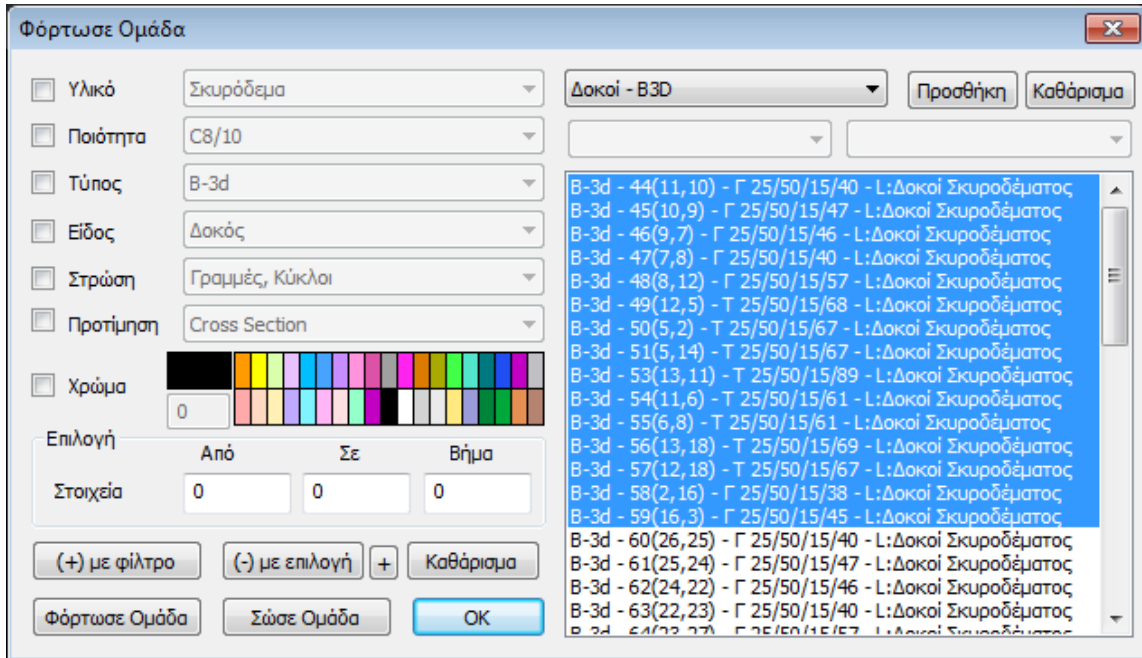 Φόρτωσε Ομάδα
Υλικό Σκυρόδεμα
Ποιότητα C8/10
Τύπος B-3d
Είδος Δοκός
Στρώση Γραμμές, Κύκλοι
Προτίμηση Cross Section
Χρώμα
0
Επιλογή
Από Σε Βήμα
Στοιχεία 0 0 0
(+) με φίλτρο (-) με επιλογή + Καθάρισμα
Φόρτωσε Ομάδα Σώσε Ομάδα OK
Δοκοί - B3D Προσθήκη Καθάρισμα
B-3d - 44(11,10) - Γ 25/50/15/40 - L:Δοκοί Σκυροδέματος
B-3d - 45(10,9) - Γ 25/50/15/47 - L:Δοκοί Σκυροδέματος
B-3d - 46(9,7) - Γ 25/50/15/46 - L:Δοκοί Σκυροδέματος
B-3d - 47(7,8) - Γ 25/50/15/40 - L:Δοκοί Σκυροδέματος
B-3d - 48(8,12) - Γ 25/50/15/57 - L:Δοκοί Σκυροδέματος
B-3d - 49(12,5) - Τ 25/50/15/68 - L:Δοκοί Σκυροδέματος
B-3d - 50(5,2) - Τ 25/50/15/67 - L:Δοκοί Σκυροδέματος
B-3d - 51(5,14) - Τ 25/50/15/67 - L:Δοκοί Σκυροδέματος
B-3d - 53(13,11) - Τ 25/50/15/89 - L:Δοκοί Σκυροδέματος
B-3d - 54(11,6) - Τ 25/50/15/61 - L:Δοκοί Σκυροδέματος
B-3d - 55(6,8) - Τ 25/50/15/61 - L:Δοκοί Σκυροδέματος
B-3d - 56(13,18) - Τ 25/50/15/69 - L:Δοκοί Σκυροδέματος
B-3d - 57(12,18) - Τ 25/50/15/67 - L:Δοκοί Σκυροδέματος
B-3d - 58(2,16) - Γ 25/50/15/38 - L:Δοκοί Σκυροδέματος
B-3d - 59(16,3) - Γ 25/50/15/45 - L:Δοκοί Σκυροδέματος
B-3d - 60(26,25) - Γ 25/50/15/40 - L:Δοκοί Σκυροδέματος
B-3d - 61(25,24) - Γ 25/50/15/47 - L:Δοκοί Σκυροδέματος
B-3d - 62(24,22) - Γ 25/50/15/46 - L:Δοκοί Σκυροδέματος
B-3d - 63(22,23) - Γ 25/50/15/40 - L:Δοκοί Σκυροδέματος
B-3d - 64(23,27) - Γ 25/50/15/57 - L:Δοκοί Σκυροδέματος